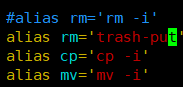 #alias rm='rm -i'
alias rm='trash-put
alias cp='cp -i'
alias mv='mv -i'